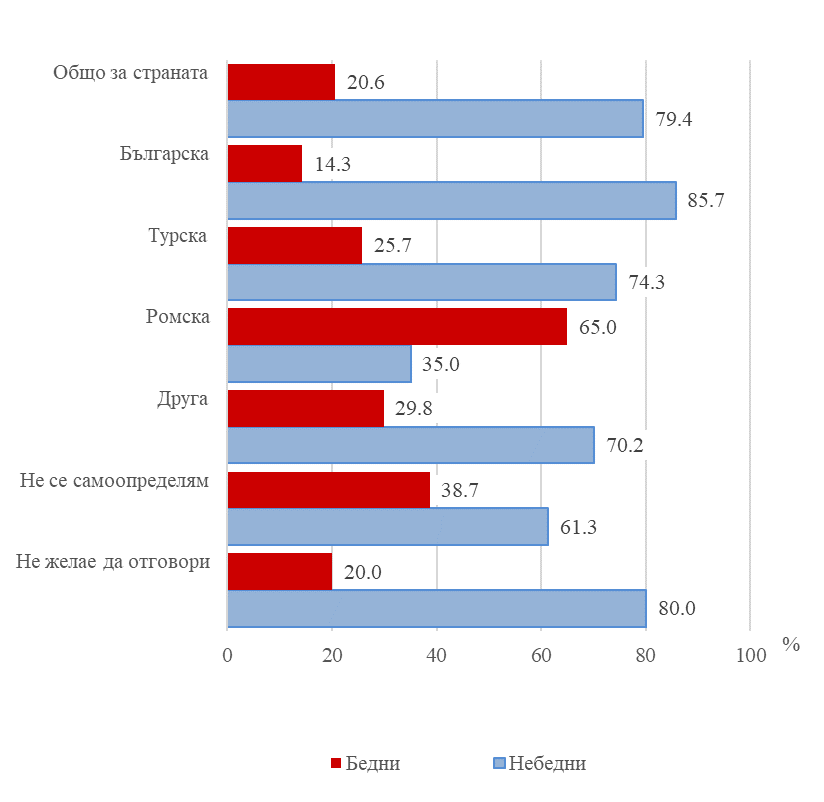 Общо за страната
20.6
79.4
Българска
14.3
85.7
Турска
25.7
74.3
Ромска
65.0
35.0
Друга
29.8
70.2
Не се самоопределям
38.7
61.3
Не желае да отговори
20.0
80.0
0 20 40 60 80 100 %
Бедни Небедни